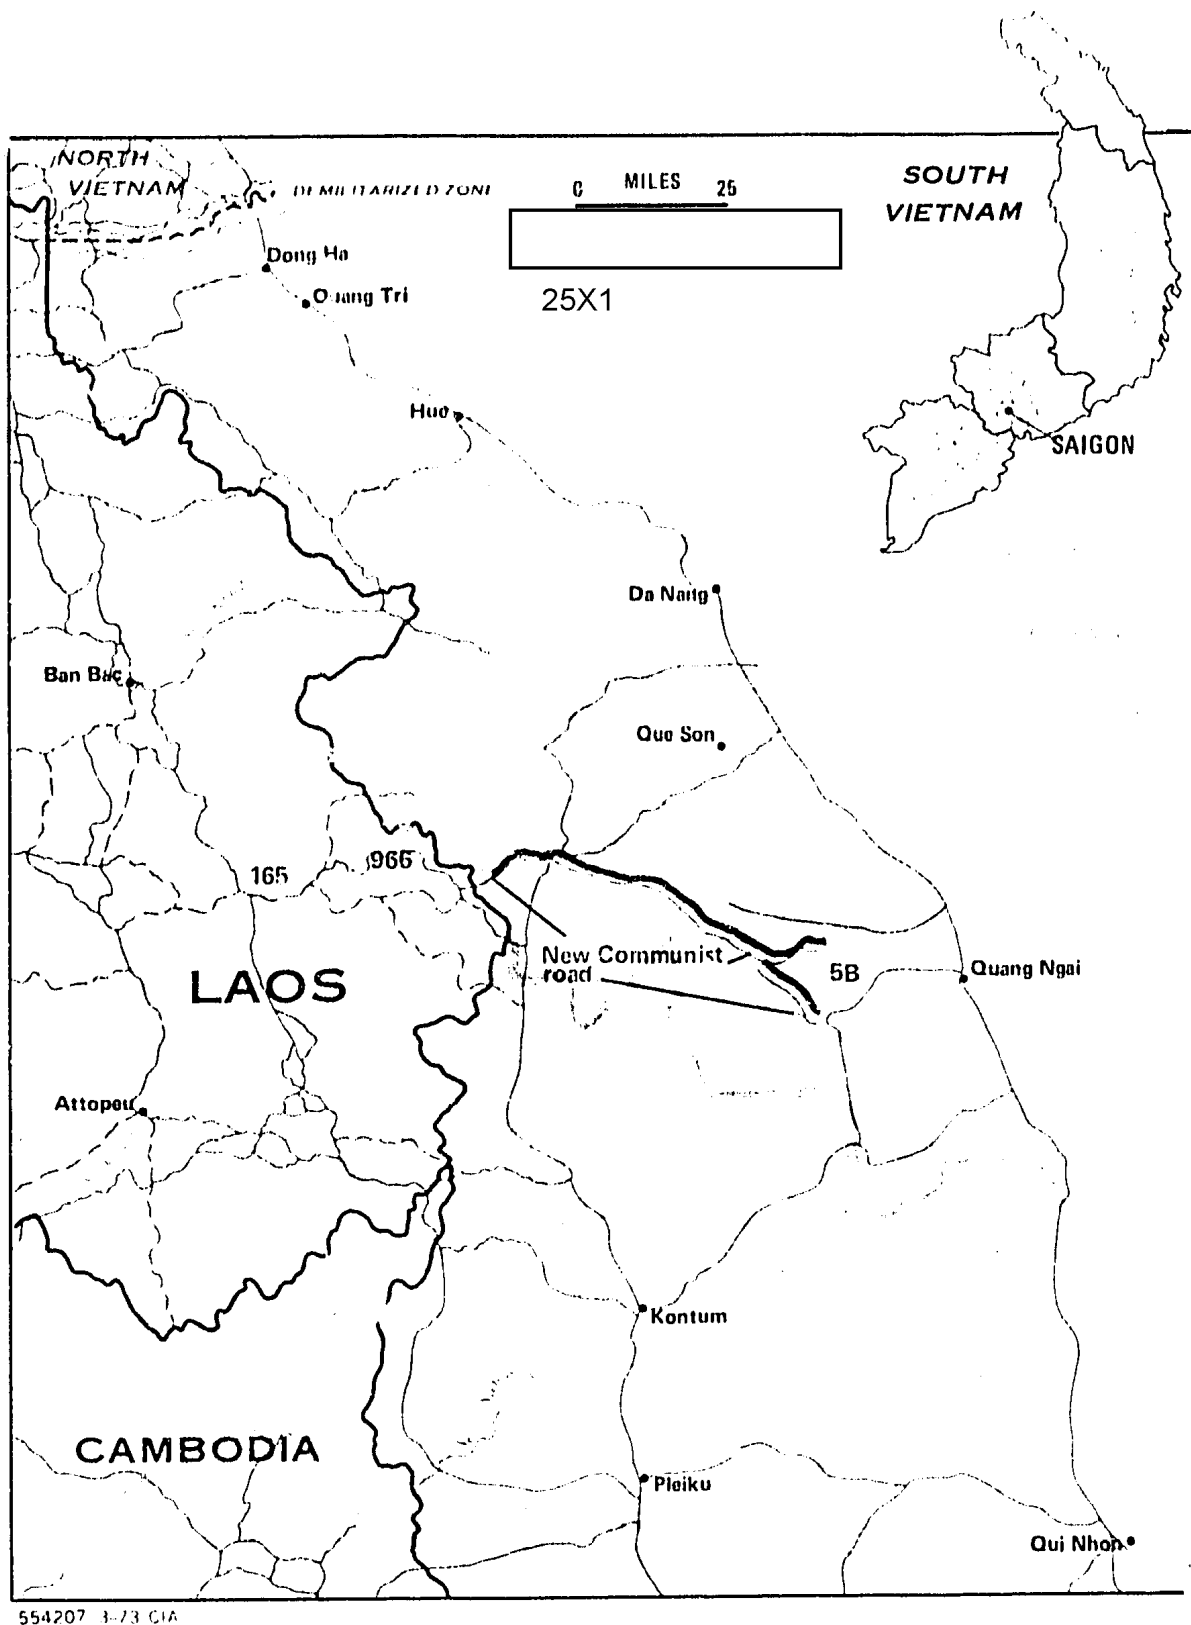 NORTH
VIETNAM
DEMILITARIZED ZONE
0 MILES 25
25X1
SOUTH
VIETNAM
SAIGON
Dong Ha
Quang Tri
Hue
Da Nang
Ban Bac
Que Son
165
966
New Communist
road
5B
Quang Ngai
LAOS
Attopeu
Kontum
CAMBODIA
Pleiku
Qui Nhon
554207 3-73 CIA